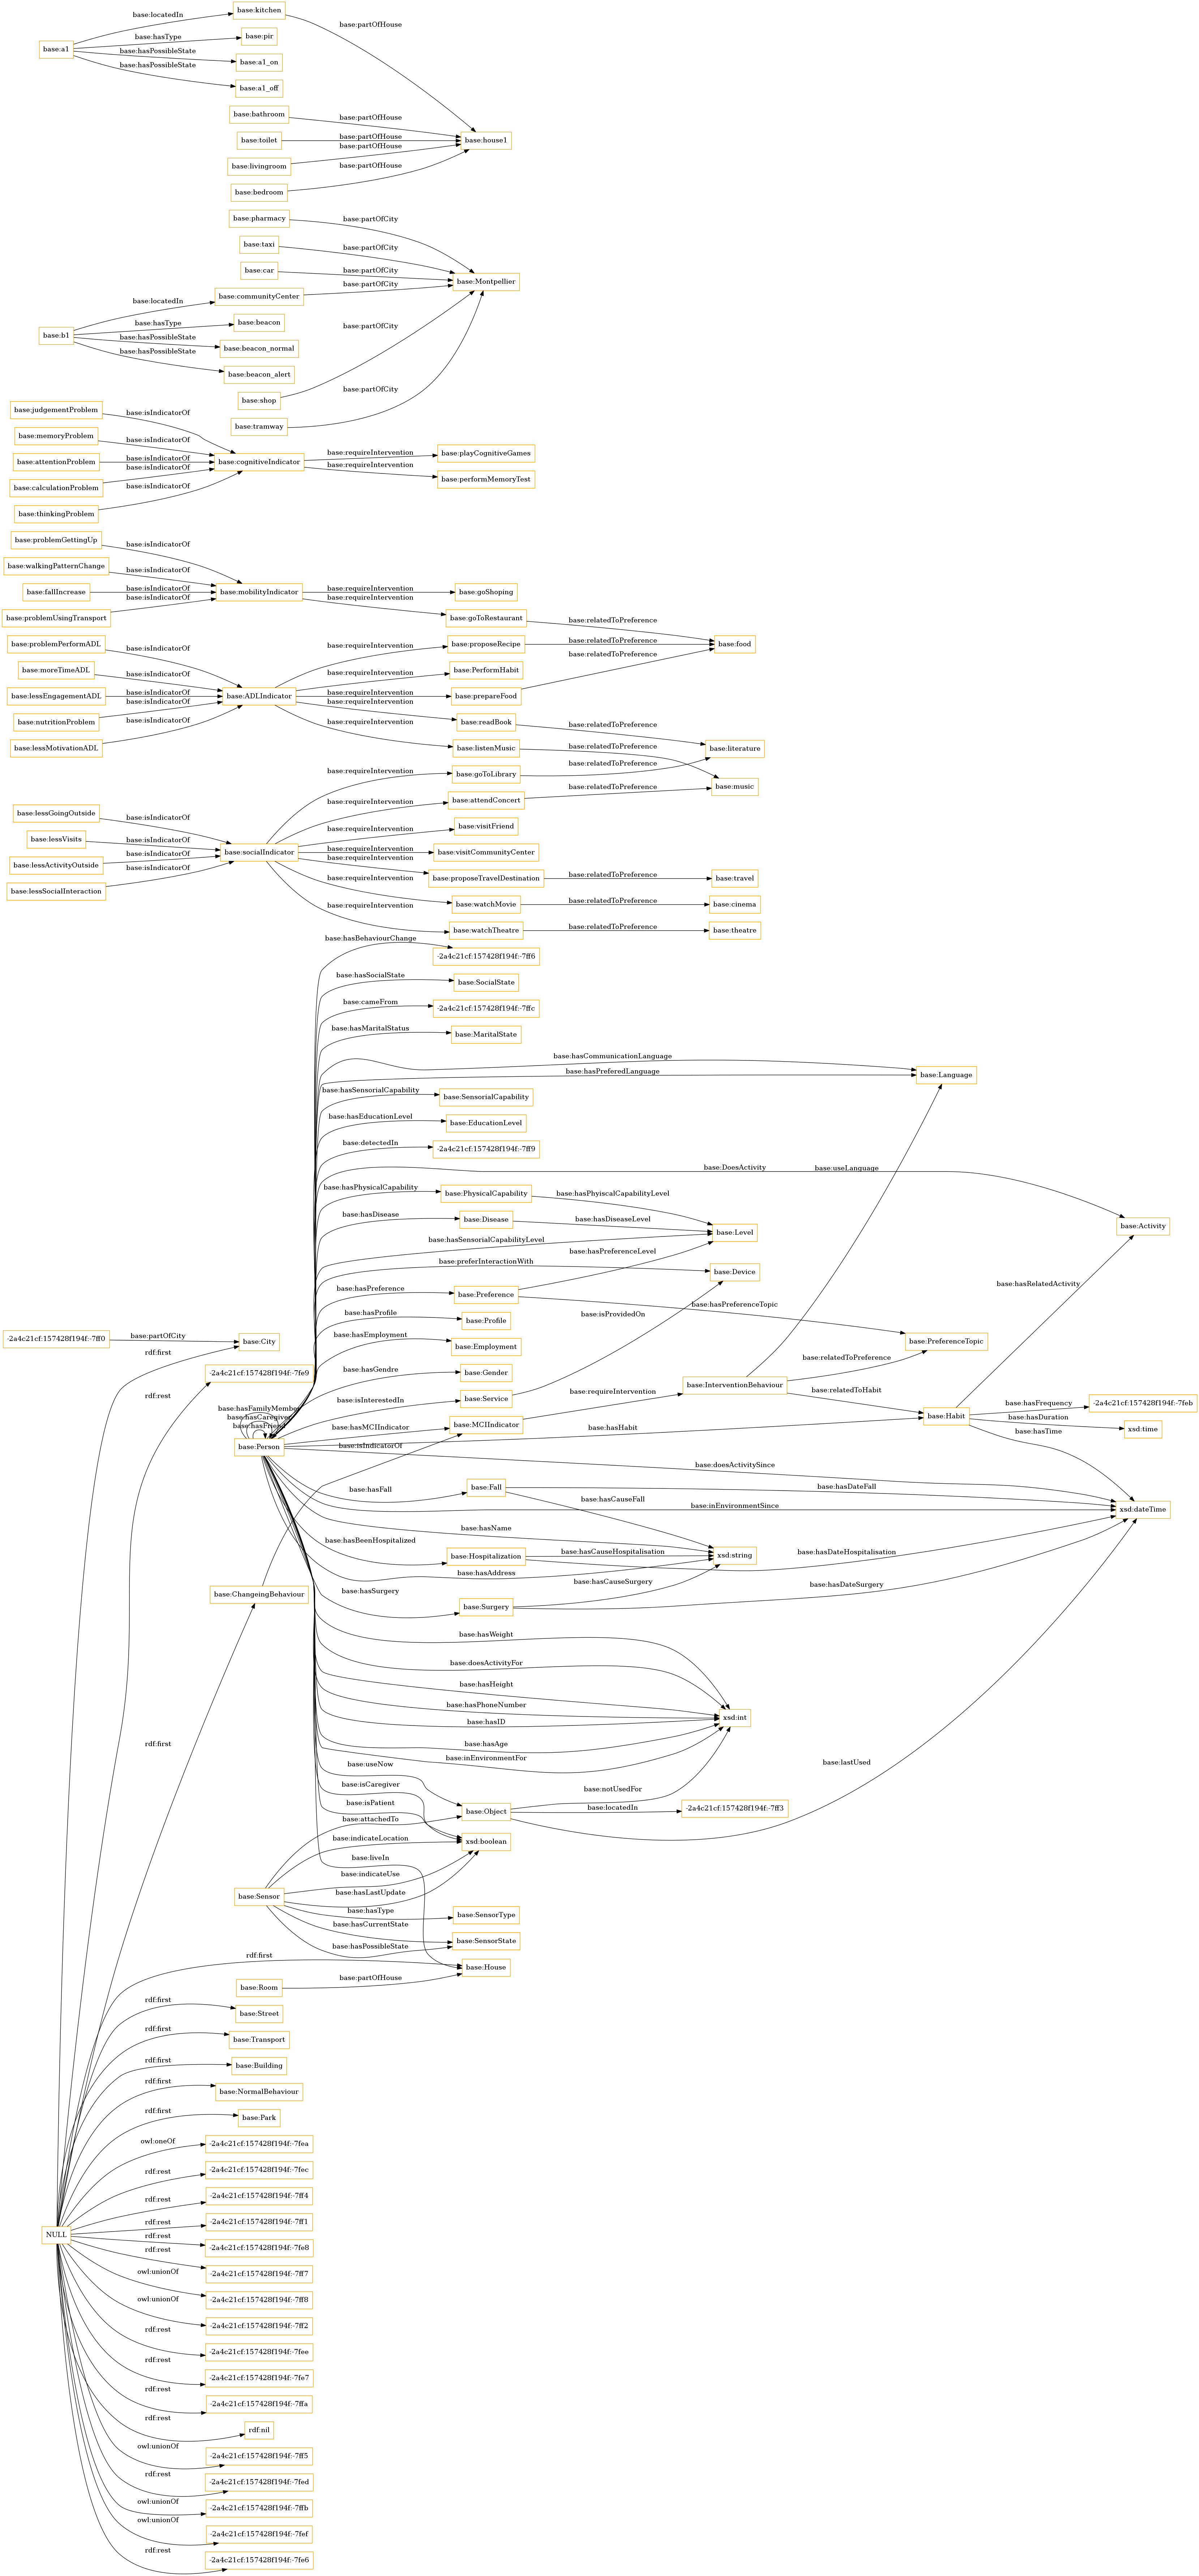 base:locatedIn
base:kitchen
base:partOfHouse
base:a1
base:hasType
base:pir
base:hasPossibleState
base:a1_on
base:hasPossibleState
base:a1_off
base:bathroom
base:partOfHouse
base:toilet
base:partOfHouse
base:house1
base:livingroom
base:partOfHouse
base:bedroom
base:partOfHouse
base:pharmacy
base:partOfCity
base:taxi
base:partOfCity
base:car
base:partOfCity
base:Montpellier
base:locatedIn
base:communityCenter
base:partOfCity
base:b1
base:hasType
base:beacon
base:hasPossibleState
base:beacon_normal
base:hasPossibleState
base:beacon_alert
base:partOfCity
base:shop
base:partOfCity
base:tramway
base:judgementProblem
base:isIndicatorOf
base:memoryProblem
base:isIndicatorOf
base:attentionProblem
base:isIndicatorOf
base:calculationProblem
base:isIndicatorOf
base:thinkingProblem
base:isIndicatorOf
base:cognitiveIndicator
base:requireIntervention
base:playCognitiveGames
base:requireIntervention
base:performMemoryTest
base:problemGettingUp
base:isIndicatorOf
base:walkingPatternChange
base:isIndicatorOf
base:fallIncrease
base:isIndicatorOf
base:problemUsingTransport
base:isIndicatorOf
base:mobilityIndicator
base:requireIntervention
base:goShoping
base:requireIntervention
base:goToRestaurant
base:relatedToPreference
base:food
base:problemPerformADL
base:isIndicatorOf
base:moreTimeADL
base:isIndicatorOf
base:lessEngagementADL
base:isIndicatorOf
base:nutritionProblem
base:isIndicatorOf
base:lessMotivationADL
base:isIndicatorOf
base:ADLIndicator
base:requireIntervention
base:proposeRecipe
base:relatedToPreference
base:requireIntervention
base:PerformHabit
base:requireIntervention
base:prepareFood
base:relatedToPreference
base:requireIntervention
base:readBook
base:relatedToPreference
base:literature
base:requireIntervention
base:listenMusic
base:relatedToPreference
base:music
base:lessGoingOutside
base:isIndicatorOf
base:lessVisits
base:isIndicatorOf
base:lessActivityOutside
base:isIndicatorOf
base:lessSocialInteraction
base:isIndicatorOf
base:socialIndicator
base:requireIntervention
base:goToLibrary
base:relatedToPreference
base:requireIntervention
base:attendConcert
base:relatedToPreference
base:requireIntervention
base:visitFriend
base:requireIntervention
base:visitCommunityCenter
base:requireIntervention
base:proposeTravelDestination
base:relatedToPreference
base:travel
base:requireIntervention
base:watchMovie
base:relatedToPreference
base:cinema
base:requireIntervention
base:watchTheatre
base:relatedToPreference
base:theatre
base:hasBehaviourChange
-2a4c21cf:157428f194f:-7ff6
base:hasSocialState
base:SocialState
base:cameFrom
-2a4c21cf:157428f194f:-7ffc
base:hasMaritalStatus
base:MaritalState
base:hasCommunicationLanguage
base:hasPreferedLanguage
base:Language
base:hasSensorialCapability
base:SensorialCapability
base:hasEducationLevel
base:EducationLevel
base:detectedIn
-2a4c21cf:157428f194f:-7ff9
base:DoesActivity
base:useLanguage
base:Activity
base:hasPhysicalCapability
base:PhysicalCapability
base:hasPhyiscalCapabilityLevel
base:hasDisease
base:Disease
base:hasDiseaseLevel
base:Level
base:hasSensorialCapabilityLevel
base:hasPreferenceLevel
base:preferInteractionWith
base:Device
base:hasRelatedActivity
base:hasPreference
base:Preference
base:hasPreferenceTopic
base:hasProfile
base:Profile
base:isProvidedOn
base:PreferenceTopic
-2a4c21cf:157428f194f:-7ff0
base:partOfCity
base:City
rdf:first
base:hasEmployment
base:Employment
base:relatedToPreference
-2a4c21cf:157428f194f:-7fe9
rdf:rest
base:hasGendre
base:Gender
base:InterventionBehaviour
base:isInterestedIn
base:Service
base:requireIntervention
base:relatedToHabit
base:hasFamilyMember
base:hasCaregiver
base:hasFriend
base:Person
base:hasMCIIndicator
base:MCIIndicator
base:hasHabit
base:Habit
base:hasFrequency
-2a4c21cf:157428f194f:-7feb
base:hasDuration
xsd:time
base:hasTime
base:isIndicatorOf
base:doesActivitySince
base:hasFall
base:Fall
base:hasDateFall
base:hasCauseFall
base:inEnvironmentSince
xsd:dateTime
base:hasName
base:hasBeenHospitalized
base:Hospitalization
base:hasCauseHospitalisation
base:hasDateHospitalisation
xsd:string
base:hasAddress
base:ChangeingBehaviour
base:hasSurgery
base:Surgery
base:hasCauseSurgery
base:hasDateSurgery
base:hasWeight
base:doesActivityFor
base:hasHeight
base:hasPhoneNumber
base:hasID
xsd:int
base:hasAge
base:inEnvironmentFor
rdf:first
base:useNow
base:lastUsed
base:isCaregiver
base:notUsedFor
base:isPatient
base:Object
base:locatedIn
-2a4c21cf:157428f194f:-7ff3
base:attachedTo
base:indicateLocation
xsd:boolean
base:liveIn
base:indicateUse
base:Sensor
base:hasLastUpdate
base:hasType
base:SensorType
base:hasCurrentState
base:SensorState
base:hasPossibleState
rdf:first
base:House
base:Room
base:partOfHouse
rdf:first
base:Street
rdf:first
base:Transport
rdf:first
base:Building
rdf:first
base:NormalBehaviour
rdf:first
base:Park
owl:oneOf
-2a4c21cf:157428f194f:-7fea
rdf:rest
-2a4c21cf:157428f194f:-7fec
rdf:rest
-2a4c21cf:157428f194f:-7ff4
rdf:rest
-2a4c21cf:157428f194f:-7ff1
NULL
rdf:rest
-2a4c21cf:157428f194f:-7fe8
rdf:rest
-2a4c21cf:157428f194f:-7ff7
owl:unionOf
-2a4c21cf:157428f194f:-7ff8
owl:unionOf
-2a4c21cf:157428f194f:-7ff2
rdf:rest
-2a4c21cf:157428f194f:-7fee
rdf:rest
-2a4c21cf:157428f194f:-7fe7
rdf:rest
-2a4c21cf:157428f194f:-7ffa
rdf:rest
rdf:nil
owl:unionOf
-2a4c21cf:157428f194f:-7ff5
rdf:rest
-2a4c21cf:157428f194f:-7fed
owl:unionOf
-2a4c21cf:157428f194f:-7ffb
owl:unionOf
-2a4c21cf:157428f194f:-7fef
rdf:rest
-2a4c21cf:157428f194f:-7fe6